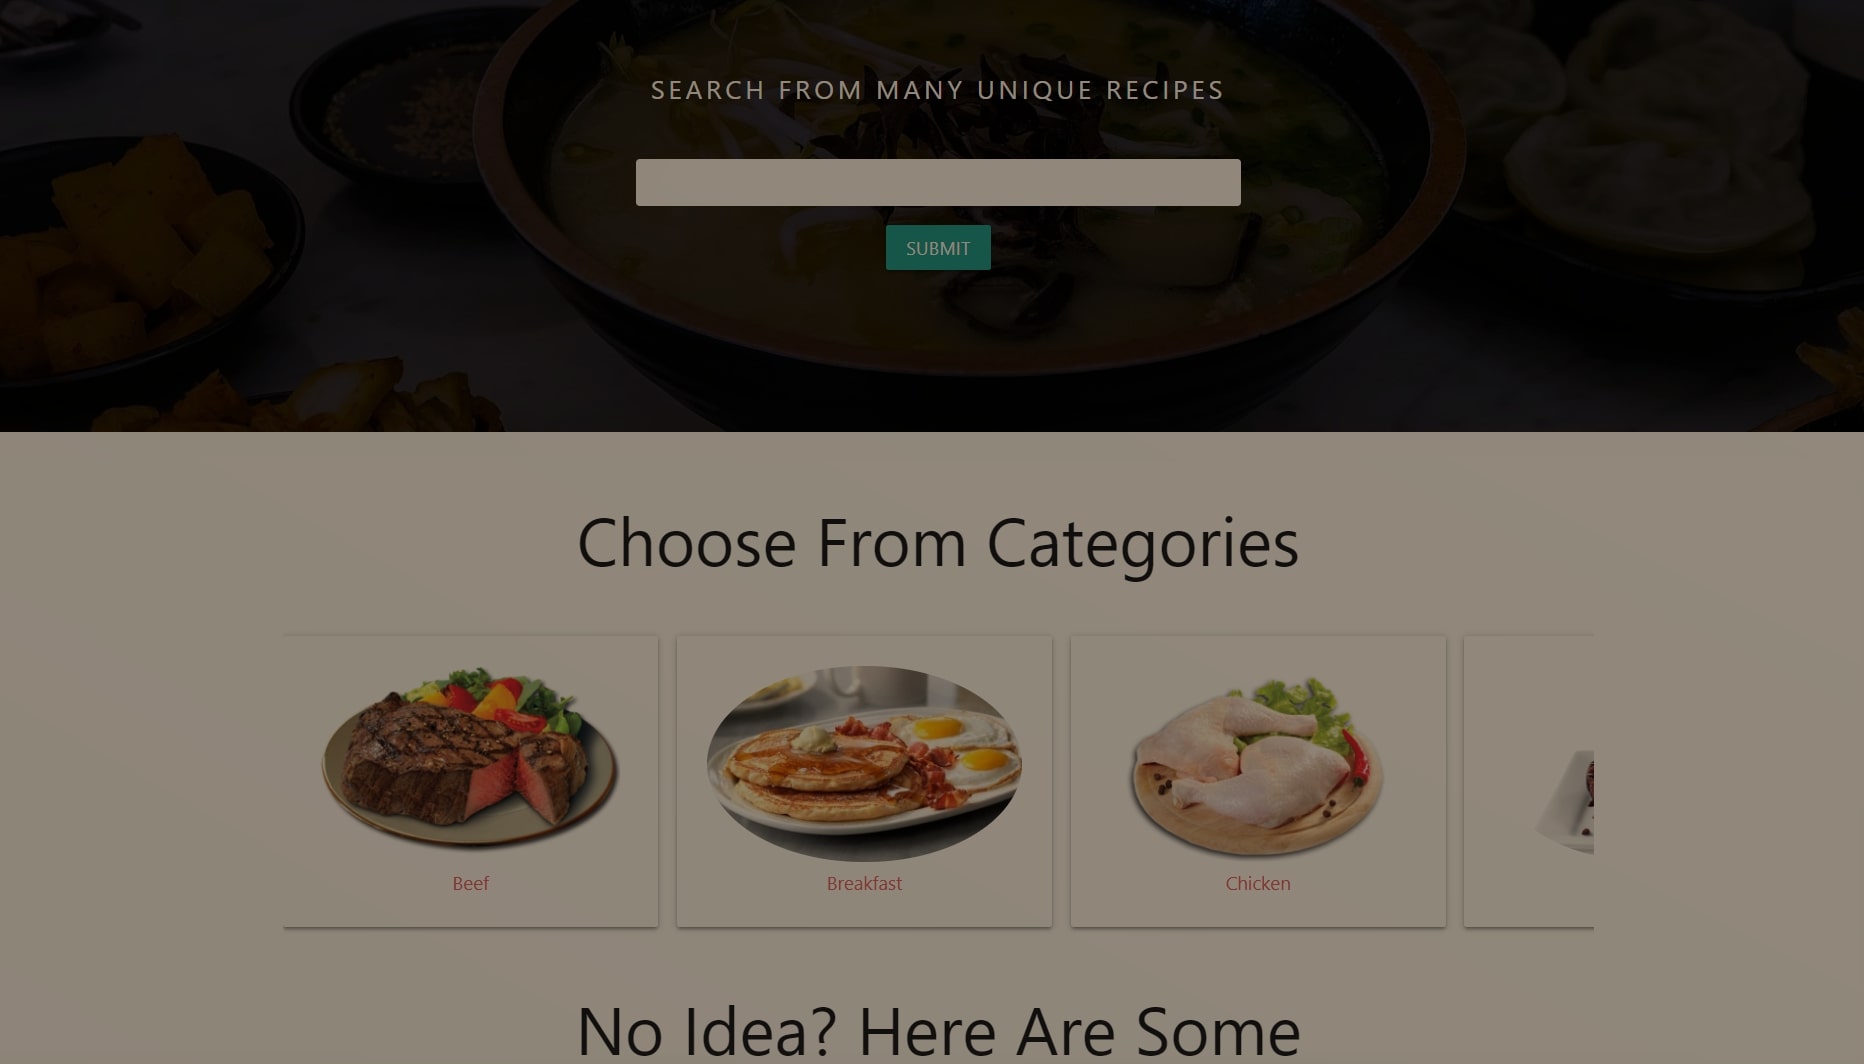 SEARCH FROM MANY UNIQUE RECIPES
SUBMIT
Choose From Categories
Beef
Breakfast
Chicken
No Idea? Here Are Some